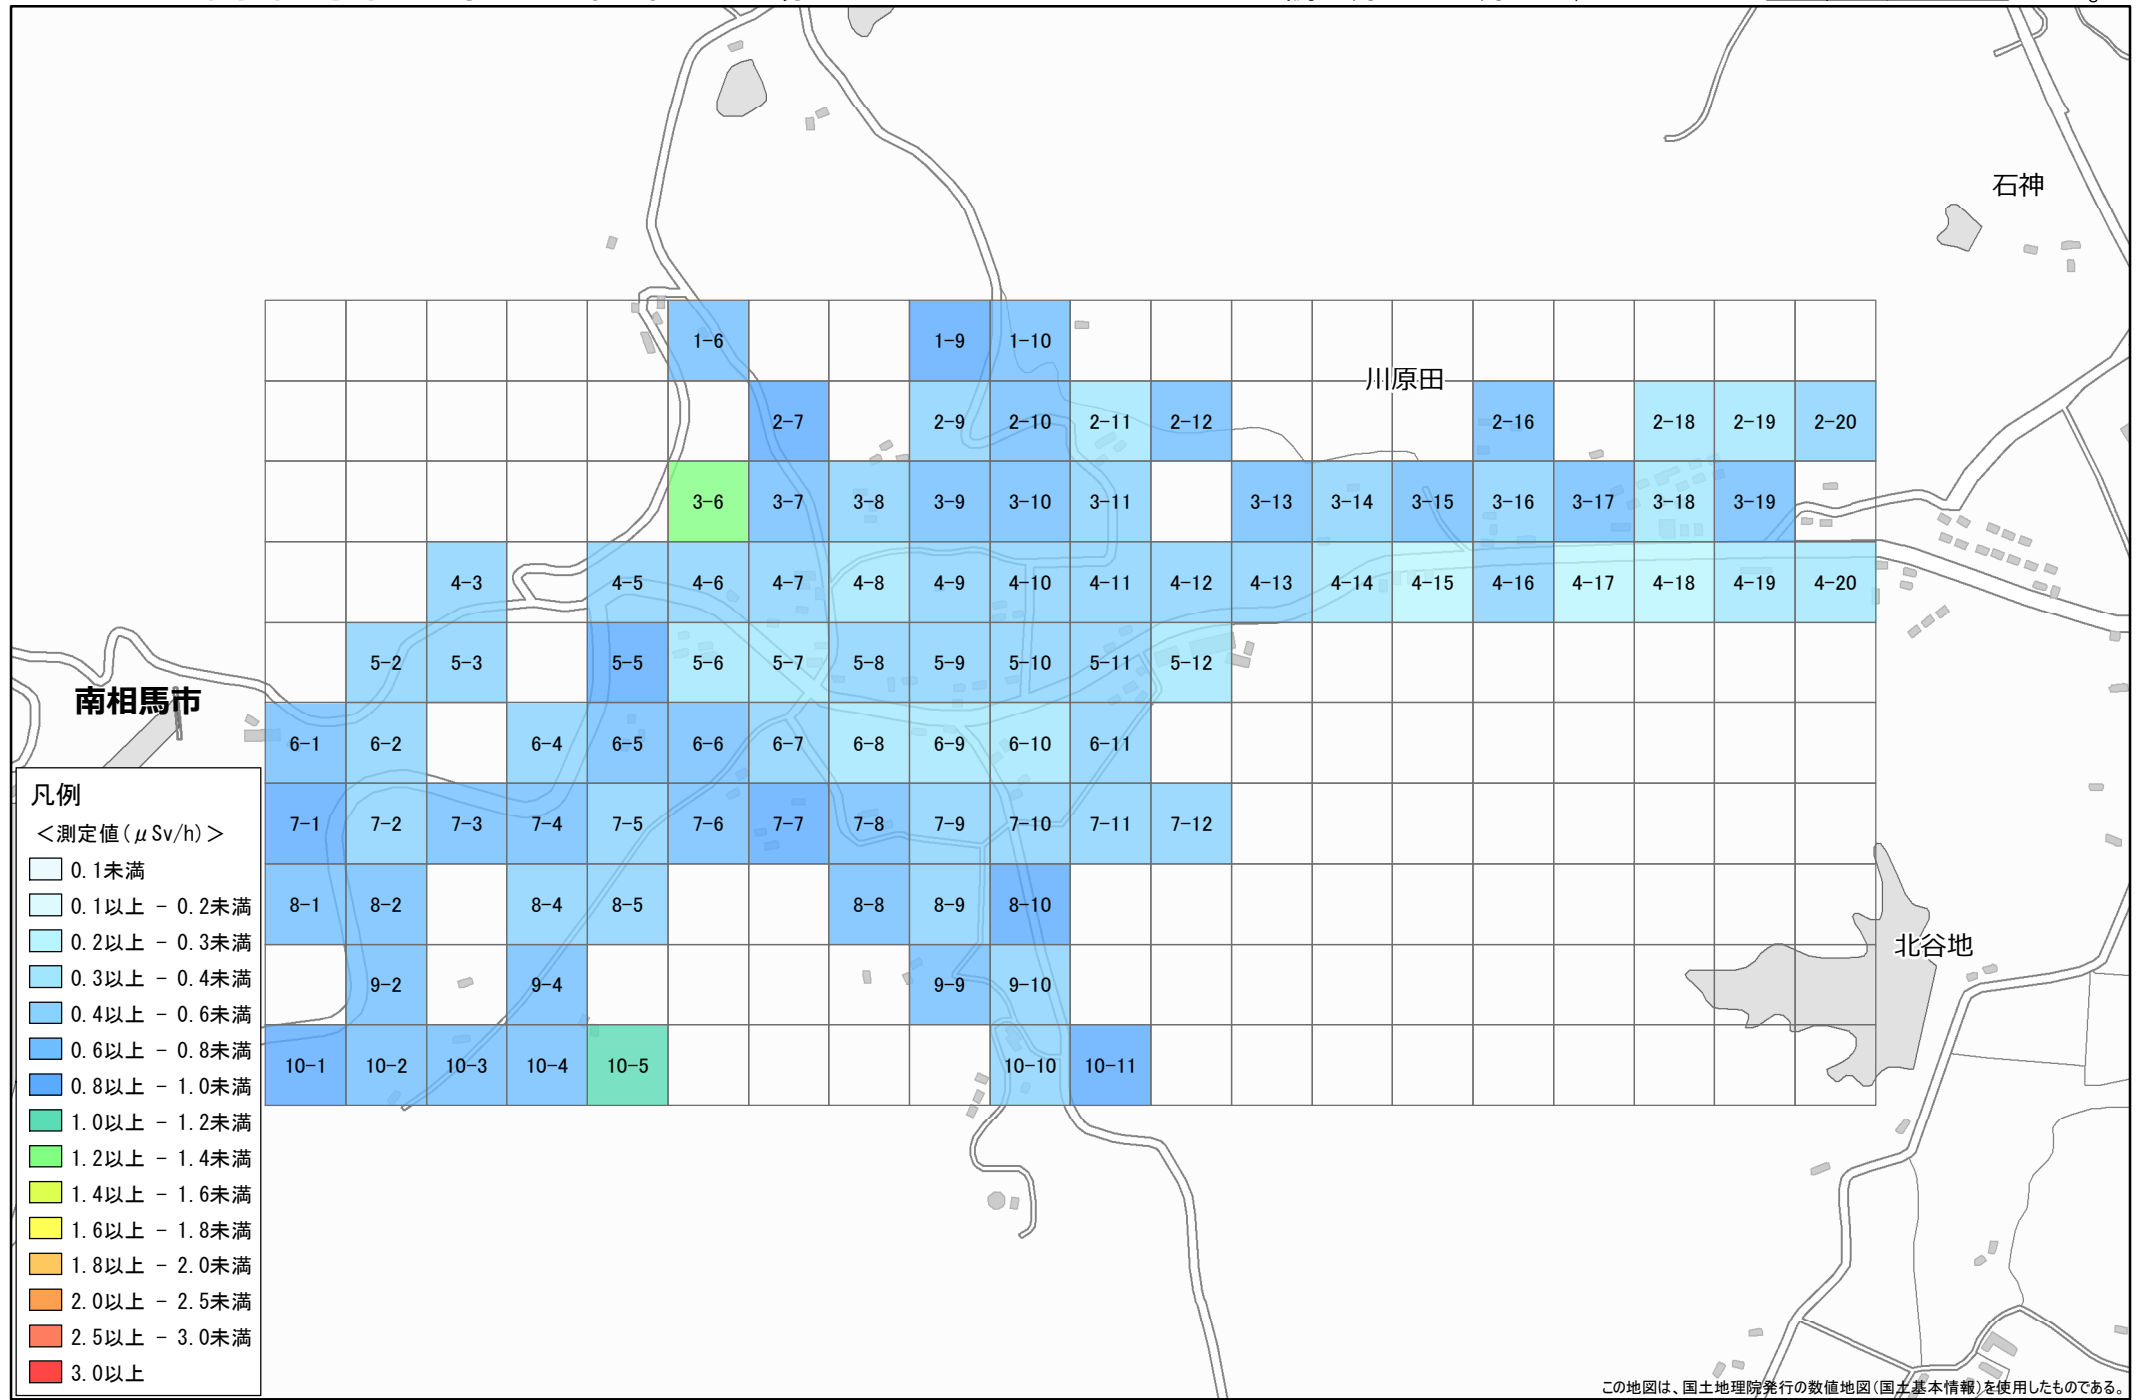 石神
1-6 1-9 1-10
川原田
2-7 2-9 2-10 2-11 2-12 2-16 2-18 2-19 2-20
3-6 3-7 3-8 3-9 3-10 3-11 3-13 3-14 3-15 3-16 3-17 3-18 3-19
4-3 4-5 4-6 4-7 4-8 4-9 4-10 4-11 4-12 4-13 4-14 4-15 4-16 4-17 4-18 4-19 4-20
5-2 5-3 5-5 5-6 5-7 5-8 5-9 5-10 5-11 5-12
南相馬市
6-1 6-2 6-4 6-5 6-6 6-7 6-8 6-9 6-10 6-11
7-1 7-2 7-3 7-4 7-5 7-6 7-7 7-8 7-9 7-10 7-11 7-12
8-1 8-2 8-4 8-5 8-8 8-9 8-10
北谷地
9-2 9-4 9-9 9-10
10-1 10-2 10-3 10-4 10-5 10-10 10-11
凡例
＜測定値(μSv/h)＞
0.1未満
0.1以上 - 0.2未満
0.2以上 - 0.3未満
0.3以上 - 0.4未満
0.4以上 - 0.6未満
0.6以上 - 0.8未満
0.8以上 - 1.0未満
1.0以上 - 1.2未満
1.2以上 - 1.4未満
1.4以上 - 1.6未満
1.6以上 - 1.8未満
1.8以上 - 2.0未満
2.0以上 - 2.5未満
2.5以上 - 3.0未満
3.0以上
この地図は、国土地理院発行の数値地図(国土基本情報)を使用したものである。